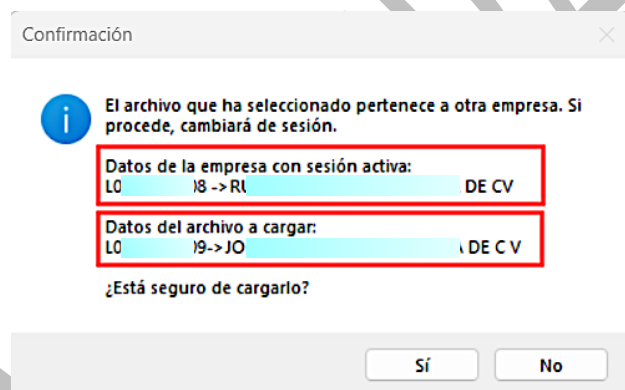 Confirmación
El archivo que ha seleccionado pertenece a otra empresa. Si
procede, cambiará de sesión.
Datos de la empresa con sesión activa:
L0 )8 -> RU DE CV
Datos del archivo a cargar:
L0 )9-> JO A DE C V
¿Está seguro de cargarlo?
Sí No